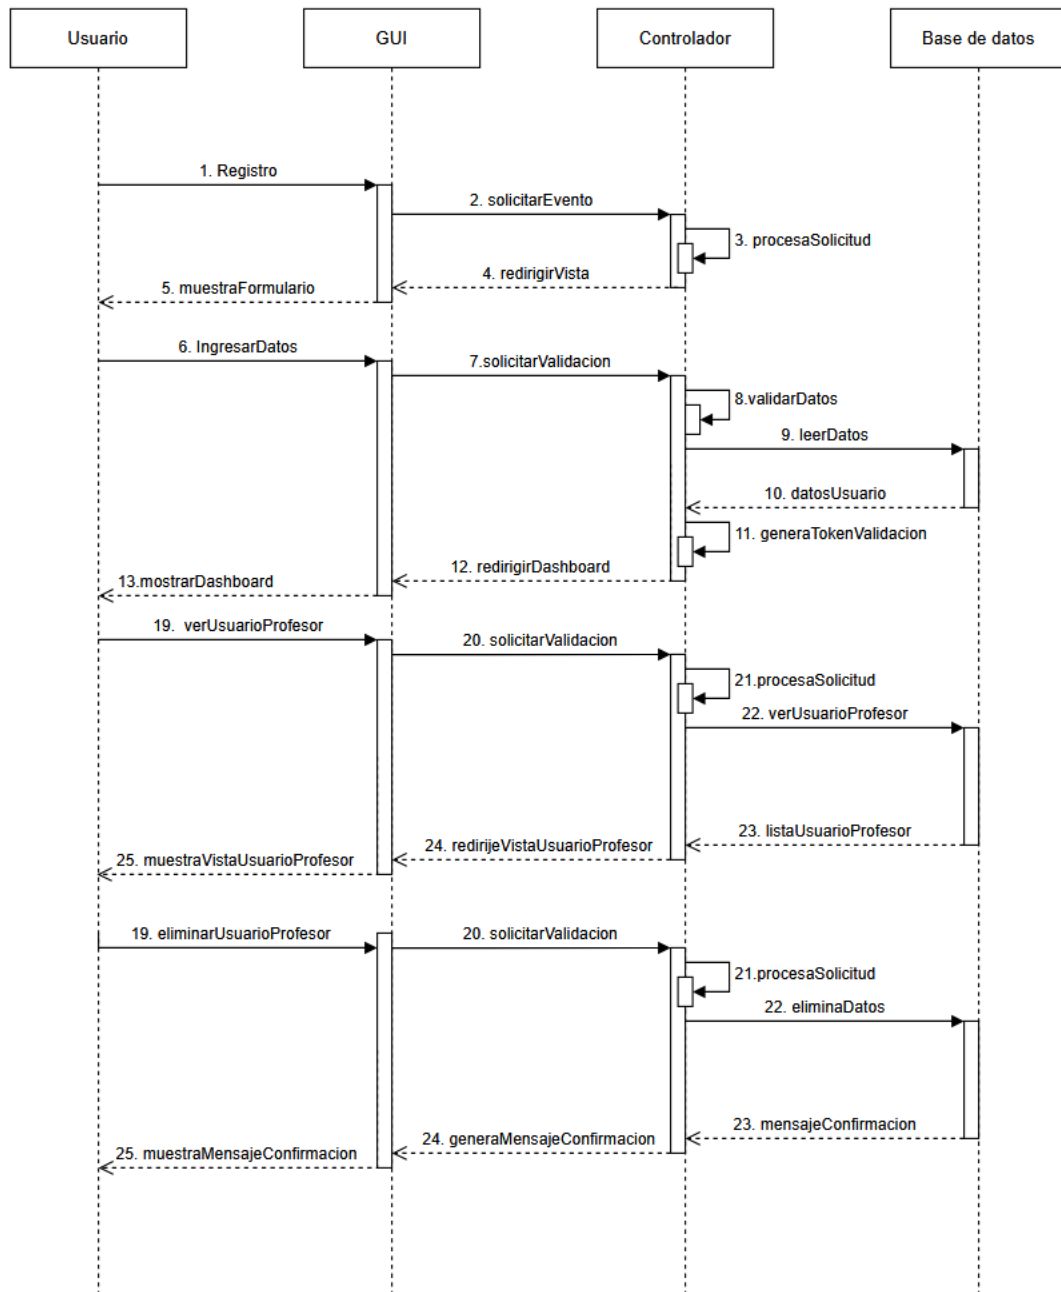 Usuario
GUI
Controlador
Base de datos
1. Registro
2. solicitarEvento
3. procesaSolicitud
4. redirigirVista
5. muestraFormulario
6. IngresarDatos
7.solicitarValidacion
8.validarDatos
9. leerDatos
10. datosUsuario
11. generaTokenValidacion
12. redirigirDashboard
13.mostrarDashboard
19. verUsuarioProfesor
20. solicitarValidacion
21.procesaSolicitud
22. verUsuarioProfesor
23. listaUsuarioProfesor
24. redirijeVistaUsuarioProfesor
25. muestraVistaUsuarioProfesor
19. eliminarUsuarioProfesor
20. solicitarValidacion
21.procesaSolicitud
22. eliminaDatos
23. mensajeConfirmacion
24. generaMensajeConfirmacion
25. muestraMensajeConfirmacion